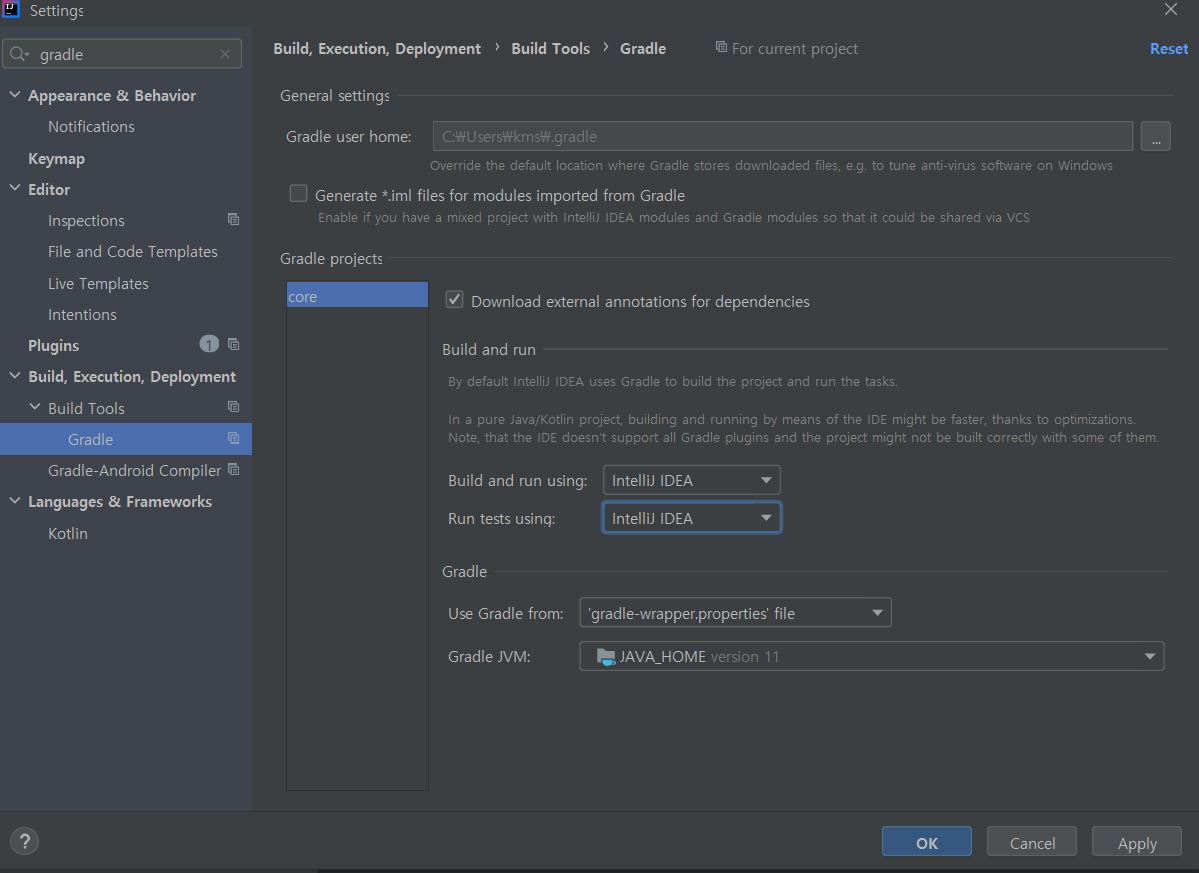 Settings
gradle
Appearance & Behavior
Notifications
Keymap
Editor
Inspections
File and Code Templates
Live Templates
Intentions
Plugins 1
Build, Execution, Deployment
Build Tools
Gradle
Gradle-Android Compiler
Languages & Frameworks
Kotlin
Build, Execution, Deployment › Build Tools › Gradle For current project Reset
General settings
Gradle user home: C:₩Users₩kms₩.gradle ...
Override the default location where Gradle stores downloaded files, e.g. to tune anti-virus software on Windows
Generate *.iml files for modules imported from Gradle
Enable if you have a mixed project with IntelliJ IDEA modules and Gradle modules so that it could be shared via VCS
Gradle projects
core
Download external annotations for dependencies
Build and run
By default IntelliJ IDEA uses Gradle to build the project and run the tasks.
In a pure Java/Kotlin project, building and running by means of the IDE might be faster, thanks to optimizations.
Note, that the IDE doesn't support all Gradle plugins and the project might not be built correctly with some of them.
Build and run using: IntelliJ IDEA
Run tests using: IntelliJ IDEA
Gradle
Use Gradle from: 'gradle-wrapper.properties' file
Gradle JVM: JAVA_HOME version 11
? OK Cancel Apply